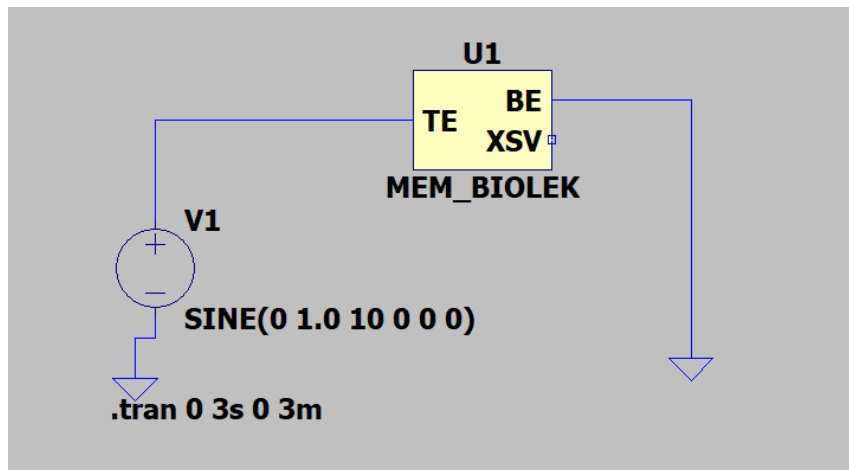 U1
TE
BE
XSV
MEM_BIOLEK
V1
SINE(0 1.0 10 0 0 0)
.tran 0 3s 0 3m